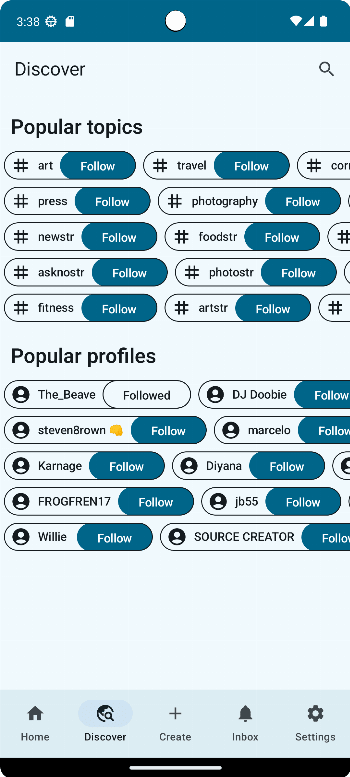 3:38
Discover
Popular topics
# art Follow # travel Follow #
# press Follow # photography Follow
# newstr Follow # foodstr Follow #
# asknostr Follow # photostr Follow
# fitness Follow # artstr Follow #
Popular profiles
The_Beave Followed DJ Doobie Follow
steven8rown 👊 Follow marcelo Follow
Karnage Follow Diyana Follow
FROGFREN17 Follow jb55 Follow
Willie Follow SOURCE CREATOR Follow
Home Discover Create Inbox Settings